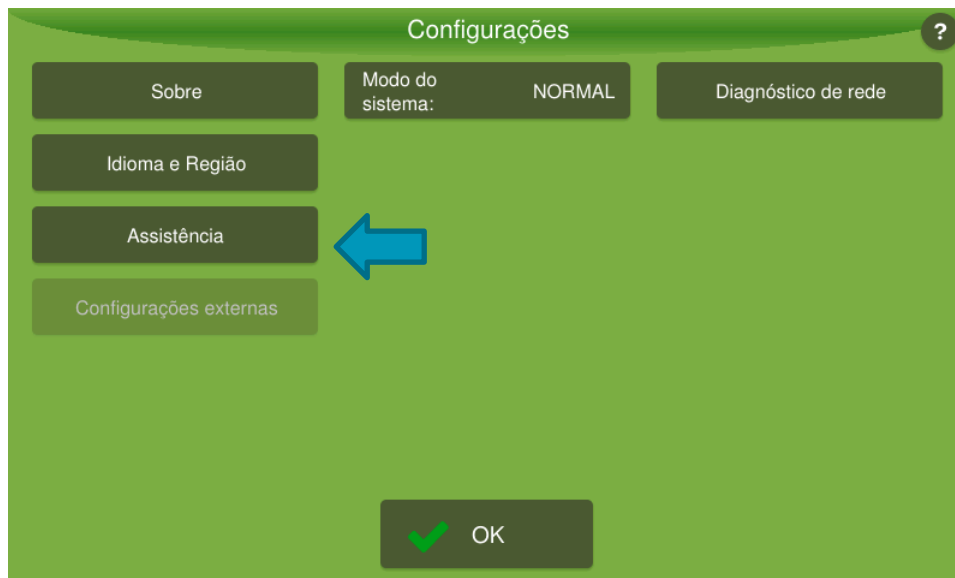 Configurações
?
Sobre
Modo do
sistema:
NORMAL
Diagnóstico de rede
Idioma e Região
Assistência
Configurações externas
OK